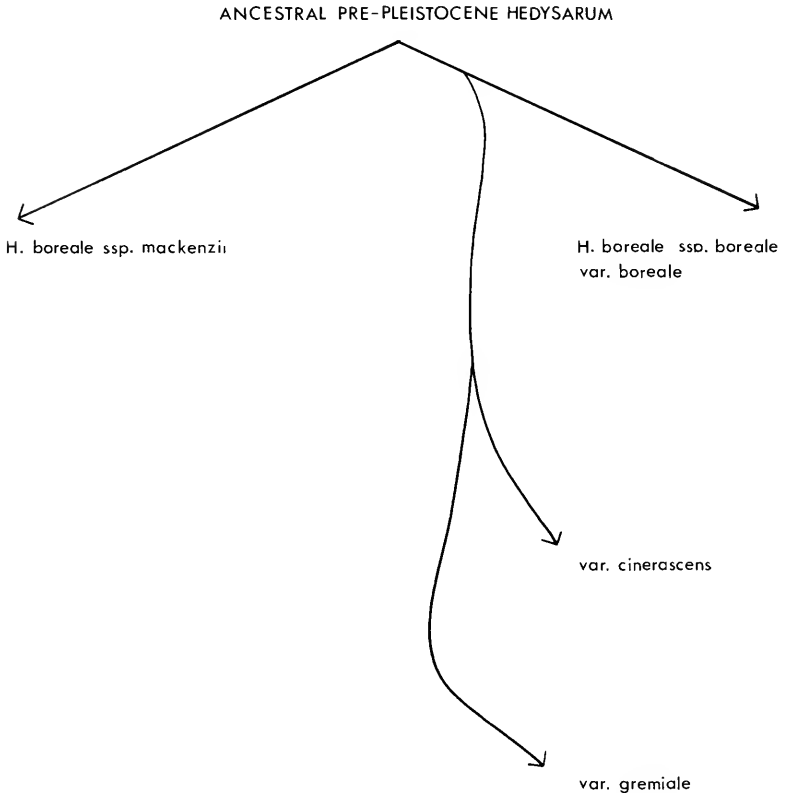 ANCESTRAL PRE-PLEISTOCENE HEDYSARUM
H. boreale ssp. mackenzii
H. boreale ssp. boreale
var. boreale
var. cinerascens
var. gremiale